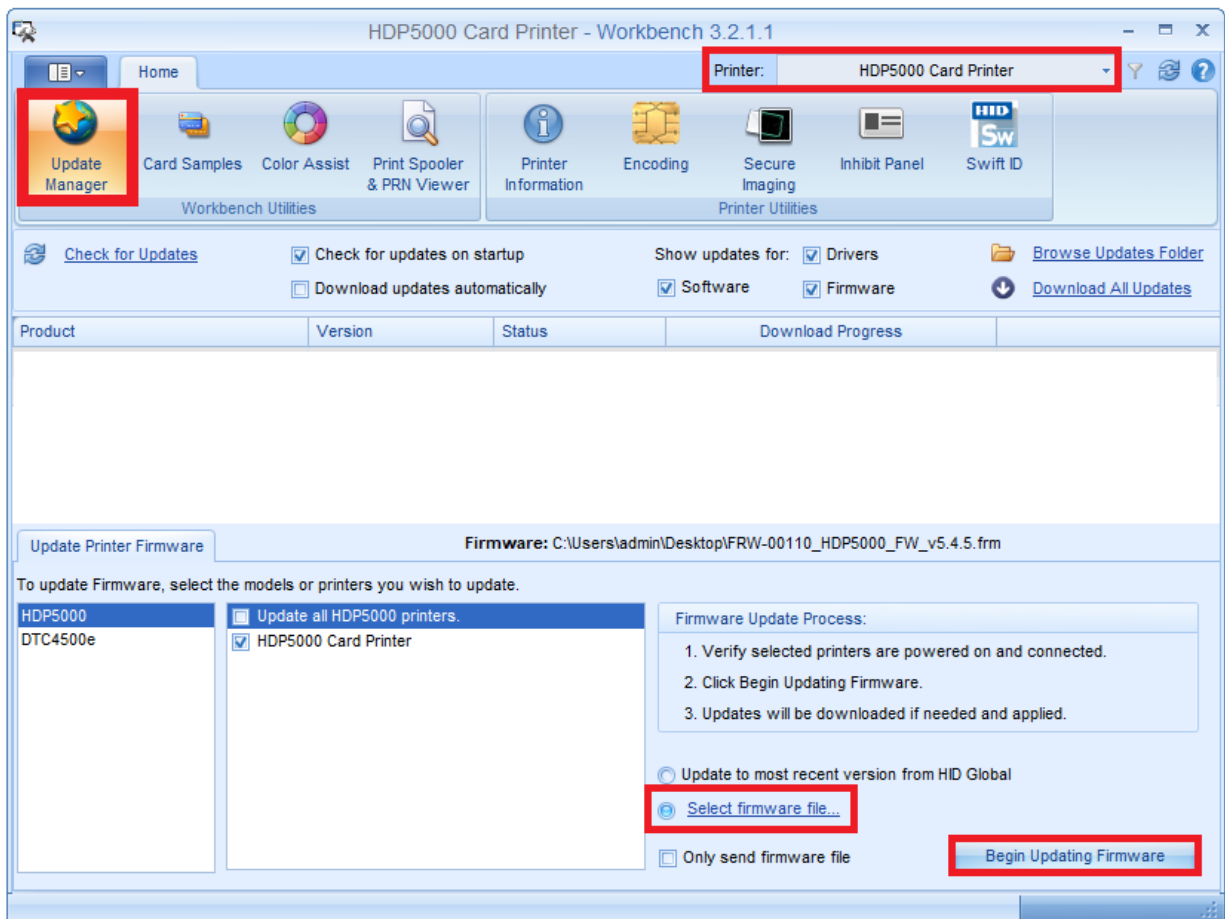 HDP5000 Card Printer - Workbench 3.2.1.1
Home
Printer: HDP5000 Card Printer
Update Manager
Card Samples
Color Assist
Print Spooler & PRN Viewer
Workbench Utilities
Printer Information
Encoding
Secure Imaging
Inhibit Panel
HID
Sw
Swift ID
Printer Utilities
Check for Updates
Check for updates on startup
Download updates automatically
Show updates for:
Drivers
Software
Firmware
Browse Updates Folder
Download All Updates
Product Version Status Download Progress
Update Printer Firmware
Firmware: C:\Users\admin\Desktop\FRW-00110_HDP5000_FW_v5.4.5.frm
To update Firmware, select the models or printers you wish to update.
HDP5000
DTC4500e
Update all HDP5000 printers.
HDP5000 Card Printer
Firmware Update Process:
1. Verify selected printers are powered on and connected.
2. Click Begin Updating Firmware.
3. Updates will be downloaded if needed and applied.
Update to most recent version from HID Global
Select firmware file...
Only send firmware file
Begin Updating Firmware